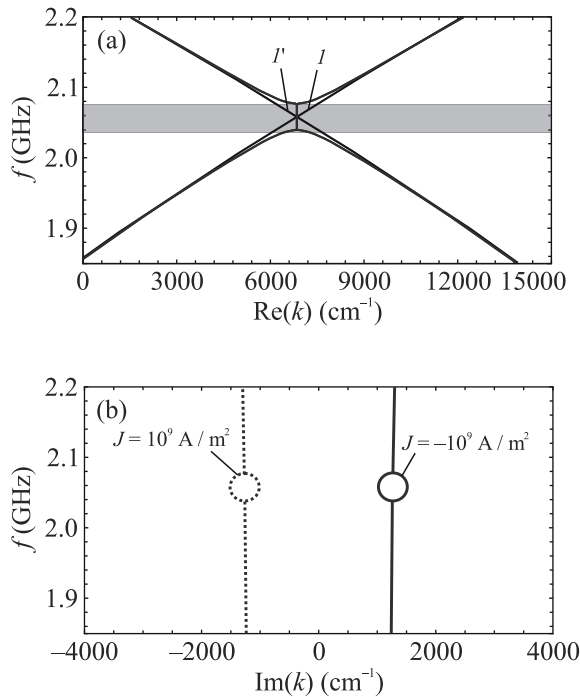 (a)
2.2
2.1
2.0
1.9
f (GHz)
1' 1
0 3000 6000 9000 12000 15000
Re(k) (cm⁻¹)
(b)
2.2
2.1
2.0
1.9
f (GHz)
J = 10⁹ A / m²
J = –10⁹ A / m²
–4000 –2000 0 2000 4000
Im(k) (cm⁻¹)